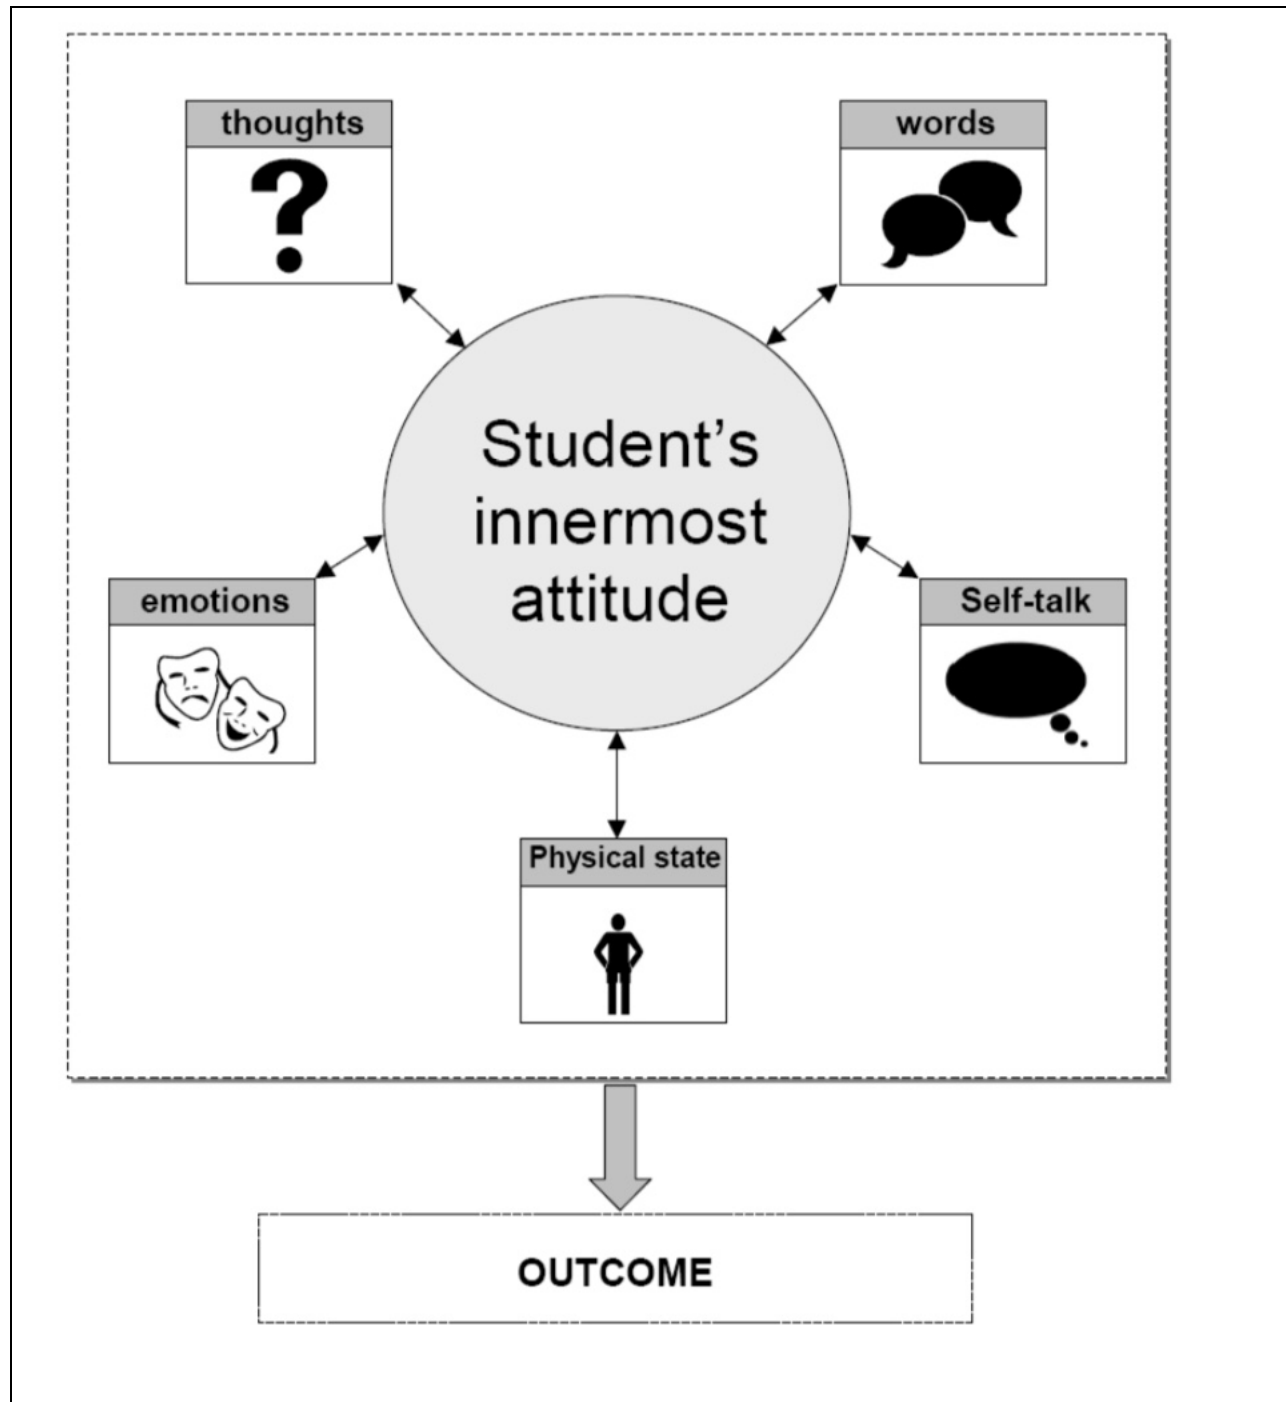 thoughts
words
Student’s
innermost
attitude
emotions
Self-talk
Physical state
OUTCOME